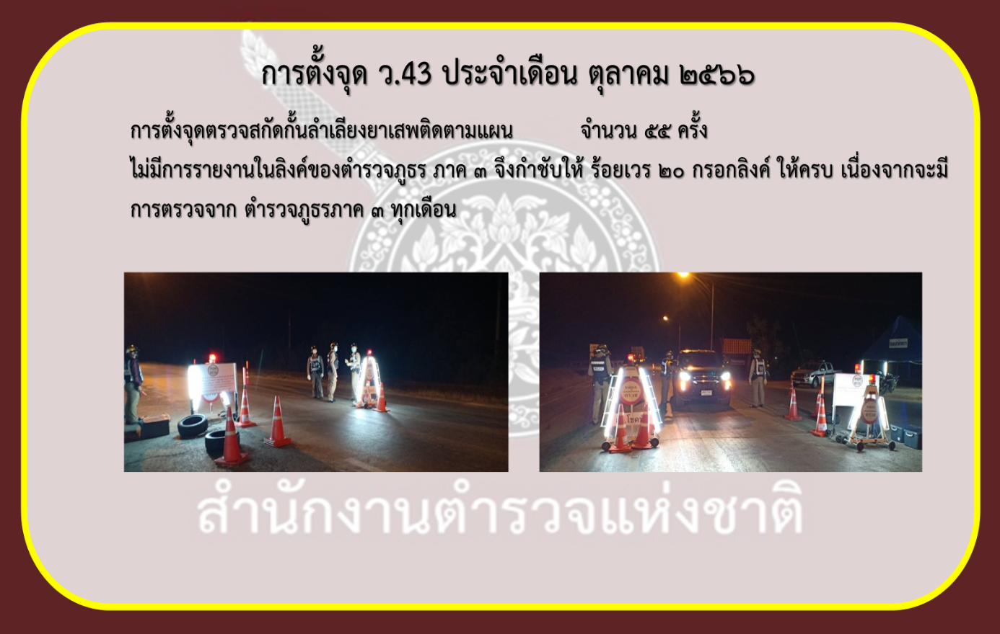 การตั้งจุด ว.43 ประจำเดือน ตุลาคม ๒๕๖๖
การตั้งจุดตรวจสกัดกั้นลำเลียงยาเสพติดตามแผน จำนวน ๕๕ ครั้ง
ไม่มีการรายงานในลิงค์ของตำรวจภูธร ภาค ๓ จึงกำชับให้ ร้อยเวร ๒๐ กรอกลิงค์ ให้ครบ เนื่องจากจะมี
การตรวจจาก ตำรวจภูธรภาค ๓ ทุกเดือน
สำนักงานตำรวจแห่งชาติ